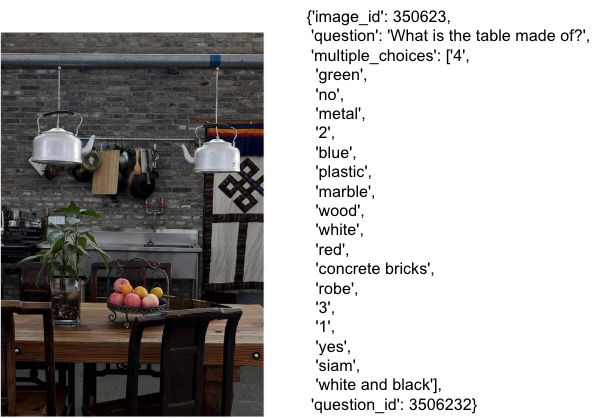 {'image_id': 350623,
'question': 'What is the table made of?',
'multiple_choices': ['4',
'green',
'no',
'metal',
'2',
'blue',
'plastic',
'marble',
'wood',
'white',
'red',
'concrete bricks',
'robe',
'3',
'1',
'yes',
'siam',
'white and black'],
'question_id': 3506232}